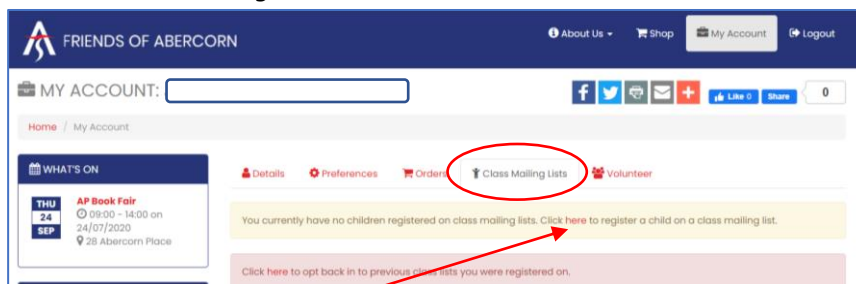 FRIENDS OF ABERCORN
About Us
Shop
My Account
Logout
MY ACCOUNT:
Like 0
Share
0
Home / My Account
WHAT'S ON
THU
24
SEP
AP Book Fair
09:00 - 14:00 on
24/07/2020
28 Abercorn Place
Details
Preferences
Orders
Class Mailing Lists
Volunteer
You currently have no children registered on class mailing lists. Click here to register a child on a class mailing list.
Click here to opt back in to previous class lists you were registered on.